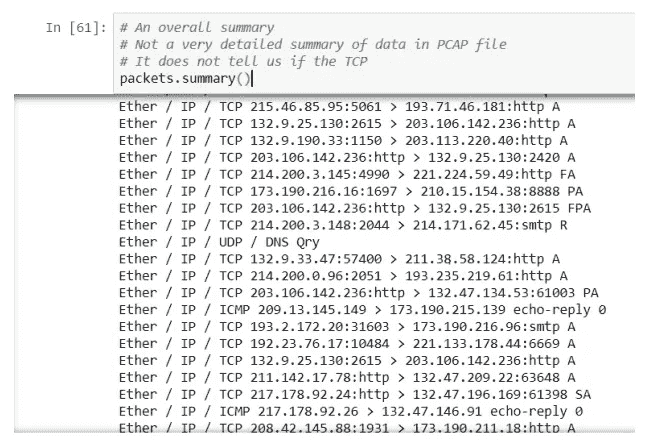 In [61]: # An overall summary
# Not a very detailed summary of data in PCAP file
# It does not tell us if the TCP
packets.summary()
Ether / IP / TCP 215.46.85.95:5061 > 193.71.46.181:http A
Ether / IP / TCP 132.9.25.130:2615 > 203.106.142.236:http A
Ether / IP / TCP 132.9.190.33:1150 > 203.113.220.40:http A
Ether / IP / TCP 203.106.142.236:http > 132.9.25.130:2420 A
Ether / IP / TCP 214.200.3.145:4990 > 221.224.59.49:http FA
Ether / IP / TCP 173.190.216.16:1697 > 210.15.154.38:8888 PA
Ether / IP / TCP 203.106.142.236:http > 132.9.25.130:2615 FPA
Ether / IP / TCP 214.200.3.148:2044 > 214.171.62.45:smtp R
Ether / IP / UDP / DNS Qry
Ether / IP / TCP 132.9.33.47:57400 > 211.38.58.124:http A
Ether / IP / TCP 214.200.0.96:2051 > 193.235.219.61:http A
Ether / IP / TCP 203.106.142.236:http > 132.47.134.53:61003 PA
Ether / IP / ICMP 209.13.145.149 > 173.190.215.139 echo-reply 0
Ether / IP / TCP 193.2.172.20:31603 > 173.190.216.96:smtp A
Ether / IP / TCP 192.23.76.17:10484 > 221.133.178.44:6669 A
Ether / IP / TCP 132.9.25.130:2615 > 203.106.142.236:http A
Ether / IP / TCP 211.142.17.78:http > 132.47.209.22:63648 A
Ether / IP / TCP 217.178.92.24:http > 132.47.196.169:61398 SA
Ether / IP / ICMP 217.178.92.26 > 132.47.146.91 echo-reply 0
Ether / IP / TCP 208.42.145.88:1931 > 173.190.211.18:http A